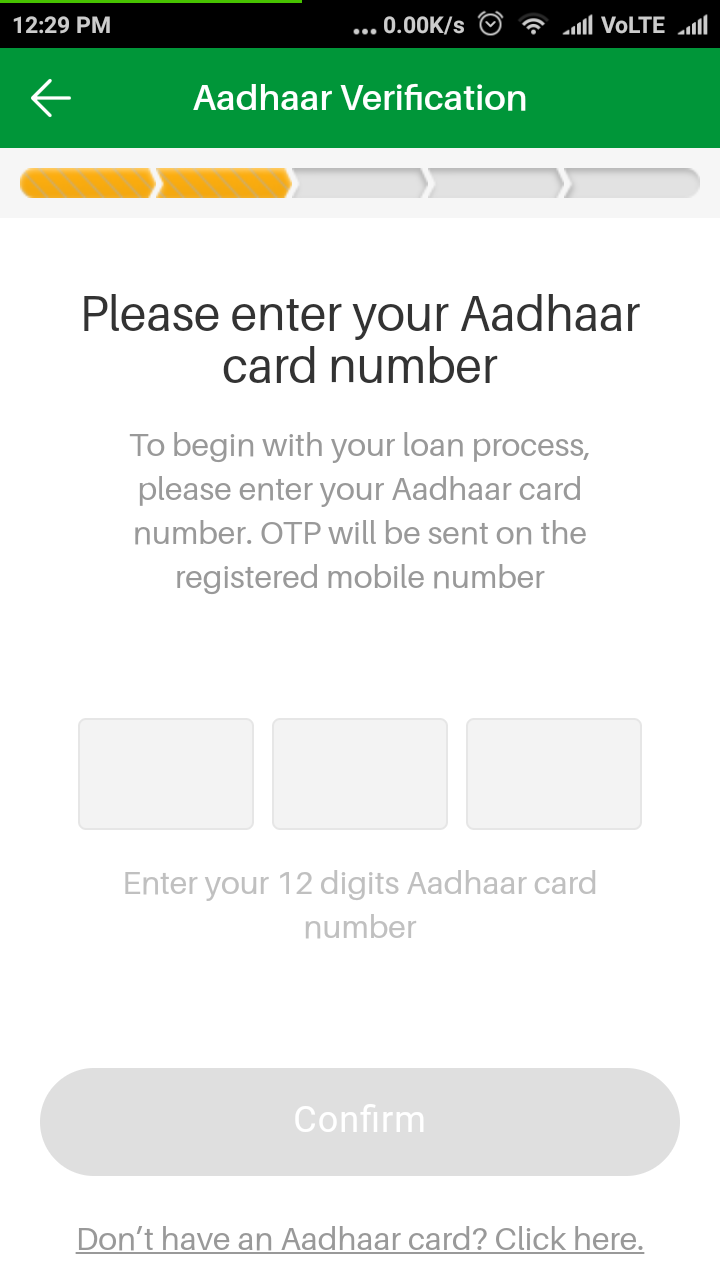 12:29 PM ... 0.00K/s VoLTE
Aadhaar Verification
Please enter your Aadhaar
card number
To begin with your loan process,
please enter your Aadhaar card
number. OTP will be sent on the
registered mobile number
Enter your 12 digits Aadhaar card
number
Confirm
Don’t have an Aadhaar card? Click here.